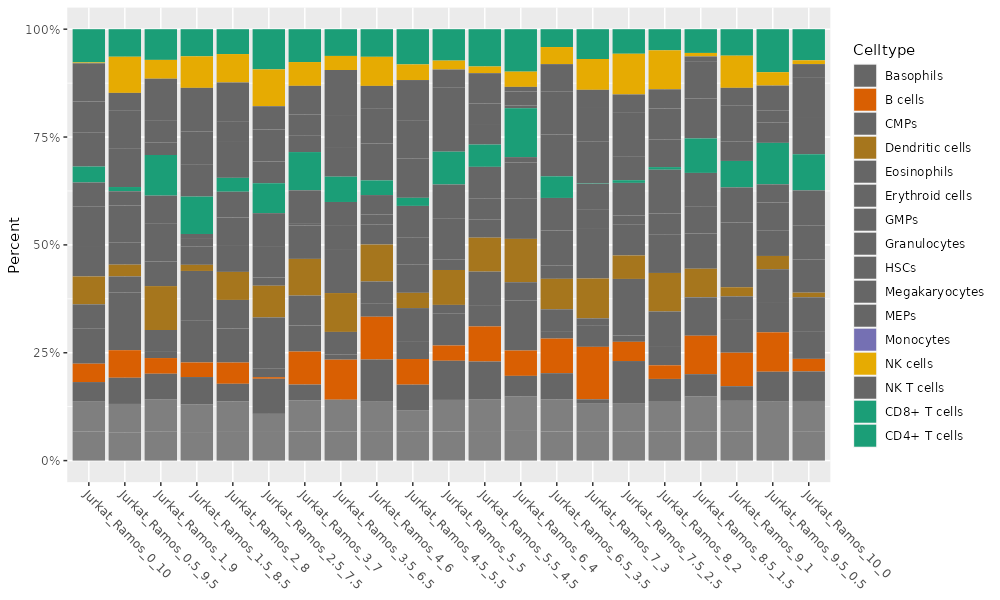 100%
75%
50%
25%
0%
Percent
Jurkat_Ramos_0_10
Jurkat_Ramos_0.5_9.5
Jurkat_Ramos_1_9
Jurkat_Ramos_1.5_8.5
Jurkat_Ramos_2_8
Jurkat_Ramos_2.5_7.5
Jurkat_Ramos_3_7
Jurkat_Ramos_3.5_6.5
Jurkat_Ramos_4_6
Jurkat_Ramos_4.5_5.5
Jurkat_Ramos_5_5
Jurkat_Ramos_5.5_4.5
Jurkat_Ramos_6_4
Jurkat_Ramos_6.5_3.5
Jurkat_Ramos_7_3
Jurkat_Ramos_7.5_2.5
Jurkat_Ramos_8_2
Jurkat_Ramos_8.5_1.5
Jurkat_Ramos_9_1
Jurkat_Ramos_9.5_0.5
Jurkat_Ramos_10_0
Celltype
Basophils
B cells
CMPs
Dendritic cells
Eosinophils
Erythroid cells
GMPs
Granulocytes
HSCs
Megakaryocytes
MEPs
Monocytes
NK cells
NK T cells
CD8+ T cells
CD4+ T cells